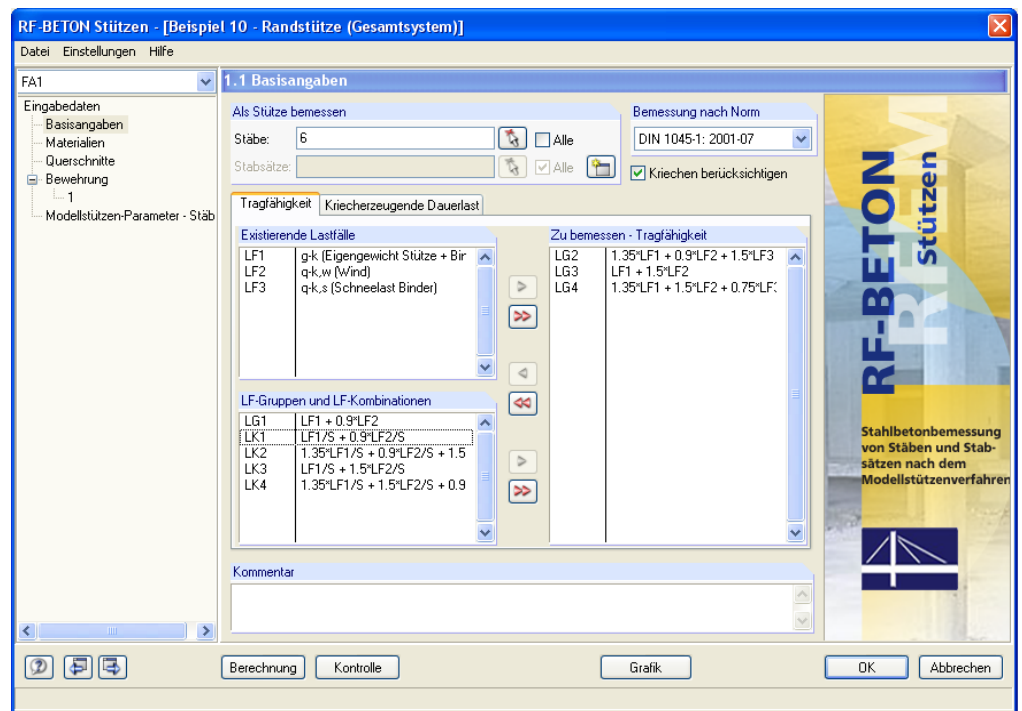 RF-BETON Stützen - [Beispiel 10 - Randstütze (Gesamtsystem)]
Datei Einstellungen Hilfe
FA1
Eingabedaten
Basisangaben
Materialien
Querschnitte
Bewehrung
1
Modellstützen-Parameter - Stäb
1.1 Basisangaben
Als Stütze bemessen
Stäbe: 6 Alle
Stabsätze: Alle
Bemessung nach Norm
DIN 1045-1: 2001-07
Kriechen berücksichtigen
Tragfähigkeit Kriecherzeugende Dauerlast
Existierende Lastfälle
LF1 g-k (Eigengewicht Stütze + Bir
LF2 q-k,w (Wind)
LF3 q-k,s (Schneelast Binder)
LF-Gruppen und LF-Kombinationen
LG1 LF1 + 0.9*LF2
LK1 LF1/S + 0.9*LF2/S
LK2 1.35*LF1/S + 0.9*LF2/S + 1.5
LK3 LF1/S + 1.5*LF2/S
LK4 1.35*LF1/S + 1.5*LF2/S + 0.9
Zu bemessen - Tragfähigkeit
LG2 1.35*LF1 + 0.9*LF2 + 1.5*LF3
LG3 LF1 + 1.5*LF2
LG4 1.35*LF1 + 1.5*LF2 + 0.75*LF
Kommentar
RFEM
RF-BETON
Stützen
Stahlbetonbemessung
von Stäben und Stab-
sätzen nach dem
Modellstützenverfahren
Berechnung Kontrolle Grafik OK Abbrechen